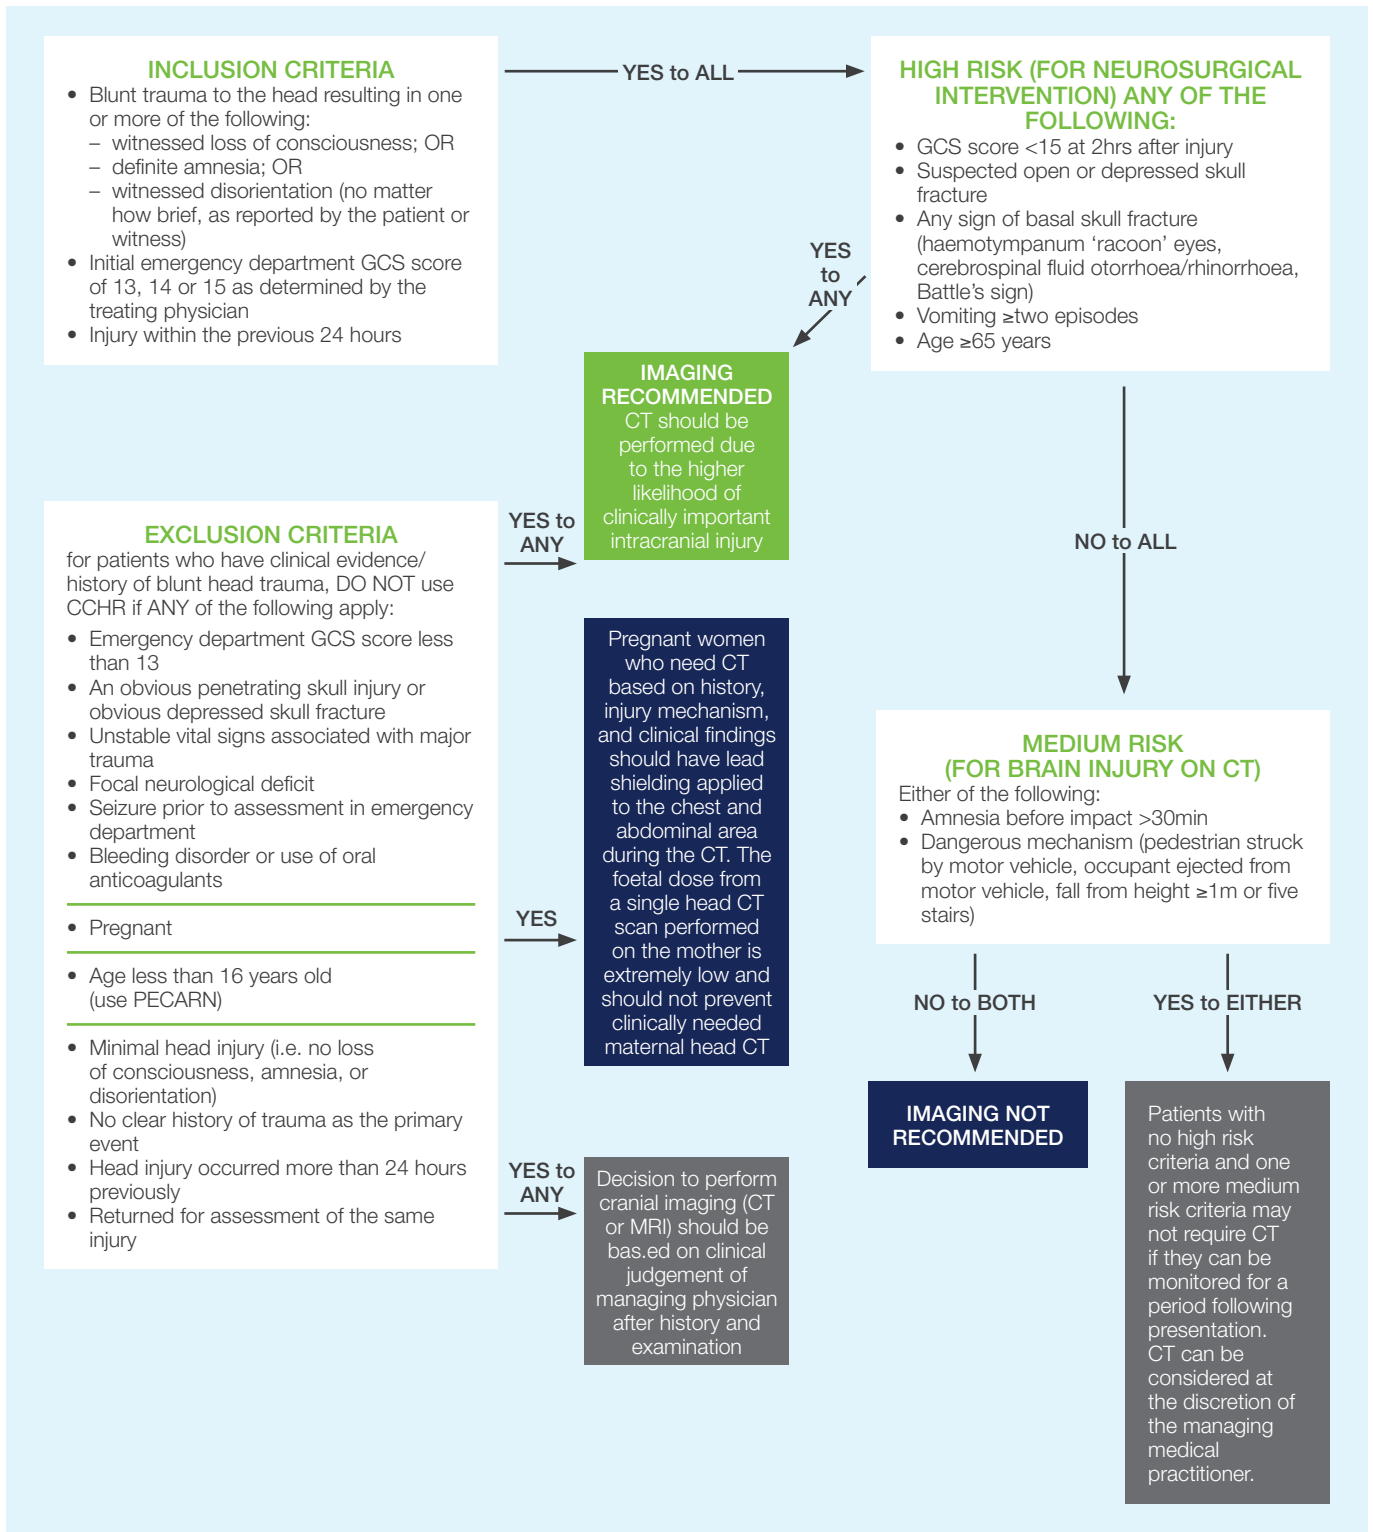 INCLUSION CRITERIA
• Blunt trauma to the head resulting in one
or more of the following:
– witnessed loss of consciousness; OR
– definite amnesia; OR
– witnessed disorientation (no matter
how brief, as reported by the patient or
witness)
• Initial emergency department GCS score
of 13, 14 or 15 as determined by the
treating physician
• Injury within the previous 24 hours
YES to ALL
HIGH RISK (FOR NEUROSURGICAL
INTERVENTION) ANY OF THE
FOLLOWING:
• GCS score <15 at 2hrs after injury
• Suspected open or depressed skull
fracture
• Any sign of basal skull fracture
(haemotympanum ‘racoon’ eyes,
cerebrospinal fluid otorrhoea/rhinorrhoea,
Battle’s sign)
• Vomiting ≥two episodes
• Age ≥65 years
YES
to
ANY
IMAGING
RECOMMENDED
CT should be
performed due
to the higher
likelihood of
clinically important
intracranial injury
NO to ALL
EXCLUSION CRITERIA
for patients who have clinical evidence/
history of blunt head trauma, DO NOT use
CCHR if ANY of the following apply:
• Emergency department GCS score less
than 13
• An obvious penetrating skull injury or
obvious depressed skull fracture
• Unstable vital signs associated with major
trauma
• Focal neurological deficit
• Seizure prior to assessment in emergency
department
• Bleeding disorder or use of oral
anticoagulants
• Pregnant
• Age less than 16 years old
(use PECARN)
• Minimal head injury (i.e. no loss
of consciousness, amnesia, or
disorientation)
• No clear history of trauma as the primary
event
• Head injury occurred more than 24 hours
previously
• Returned for assessment of the same
injury
YES to
ANY
YES
Pregnant women
who need CT
based on history,
injury mechanism,
and clinical findings
should have lead
shielding applied
to the chest and
abdominal area
during the CT. The
foetal dose from
a single head CT
scan performed
on the mother is
extremely low and
should not prevent
clinically needed
maternal head CT
YES to
ANY
Decision to perform
cranial imaging (CT
or MRI) should be
bas.ed on clinical
judgement of
managing physician
after history and
examination
MEDIUM RISK
(FOR BRAIN INJURY ON CT)
Either of the following:
• Amnesia before impact >30min
• Dangerous mechanism (pedestrian struck
by motor vehicle, occupant ejected from
motor vehicle, fall from height ≥1m or five
stairs)
NO to BOTH
YES to EITHER
IMAGING NOT
RECOMMENDED
Patients with
no high risk
criteria and one
or more medium
risk criteria may
not require CT
if they can be
monitored for a
period following
presentation.
CT can be
considered at
the discretion of
the managing
medical
practitioner.